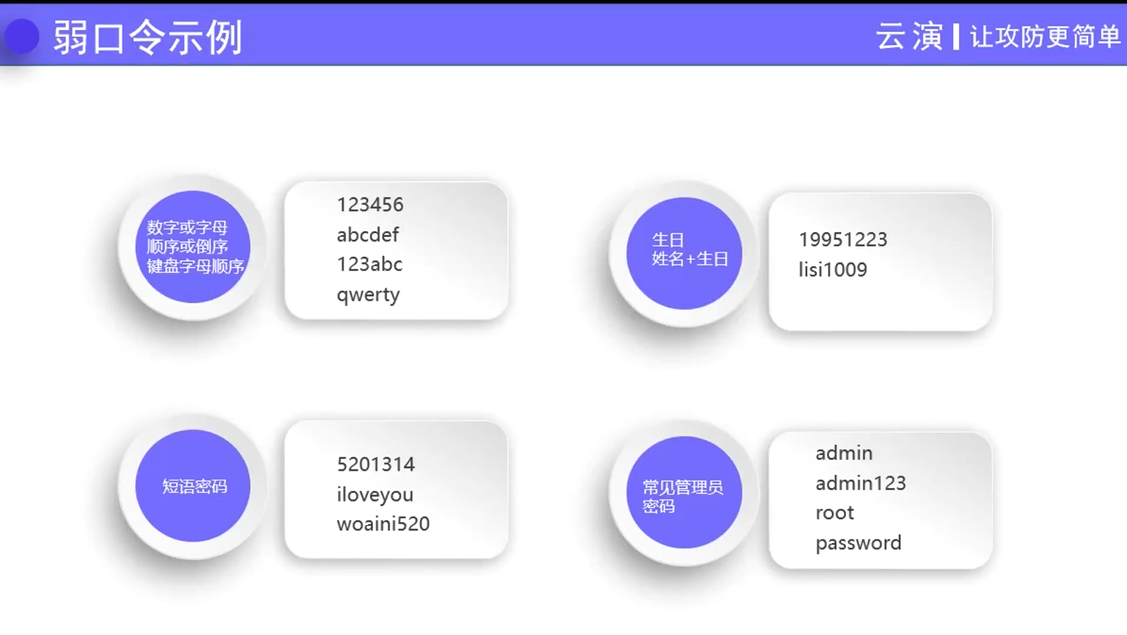 弱口令示例
云演 | 让攻防更简单
数字或字母
顺序或倒序
键盘字母顺序
123456
abcdef
123abc
qwerty
生日
姓名+生日
19951223
lisi1009
短语密码
5201314
iloveyou
woaini520
常见管理员
密码
admin
admin123
root
password